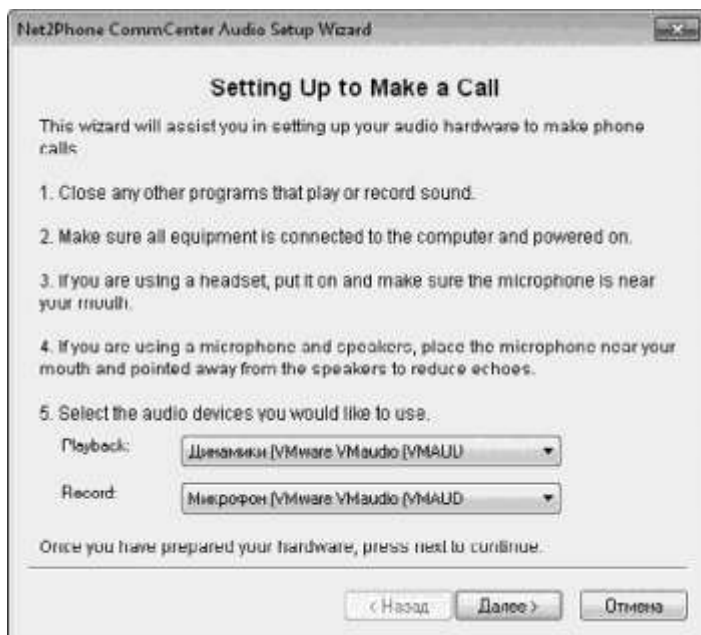 Net2Phone CommCenter Audio Setup Wizard
Setting Up to Make a Call
This wizard will assist you in setting up your audio hardware to make phone
calls
1. Close any other programs that play or record sound.
2. Make sure all equipment is connected to the computer and powered on.
3. If you are using a headset, put it on and make sure the microphone is near
your mouth.
4. If you are using a microphone and speakers, place the microphone near your
mouth and pointed away from the speakers to reduce echoes.
5. Select the audio devices you would like to use.
Playback:
Динамики (VMware VMaudio (VMAUD
Record:
Микрофон (VMware VMaudio (VMAUD
Once you have prepared your hardware, press next to continue.
< Назад
Далее >
Отмена